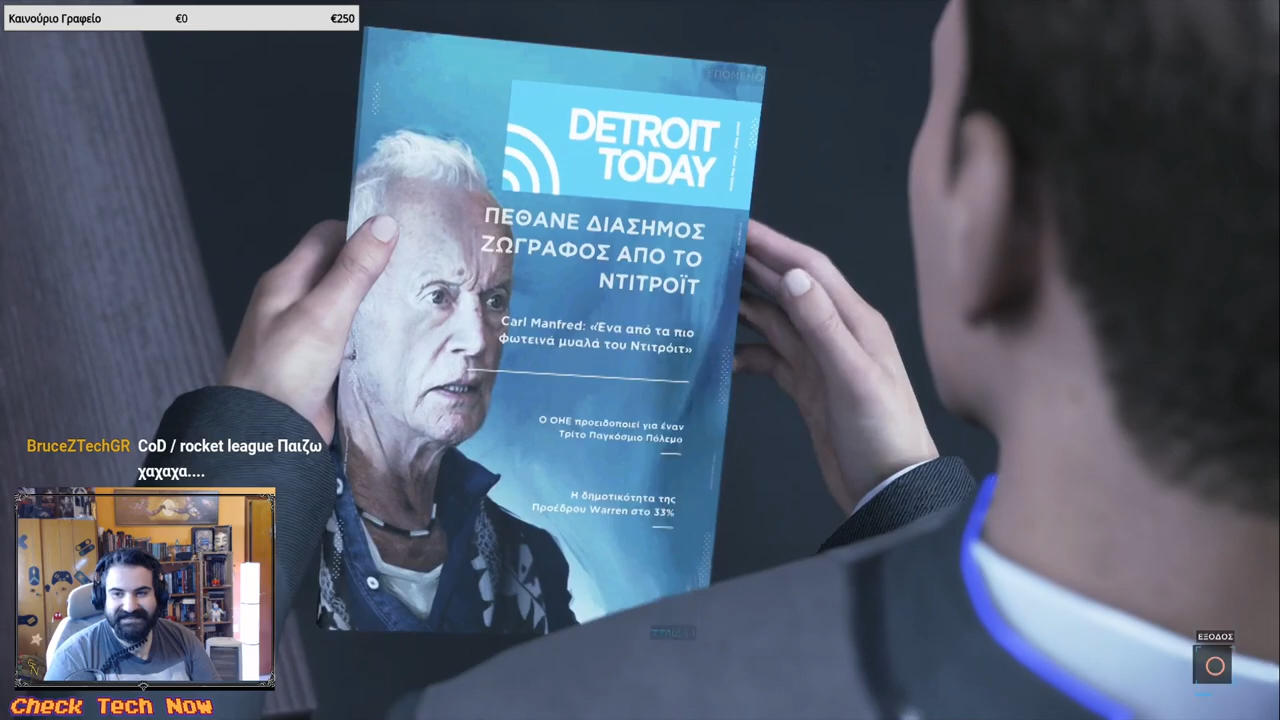 Καινούριο Γραφείο €0 €250
ΕΠΟΜΕΝΟ
DETROIT
TODAY
ΠΕΘΑΝΕ ΔΙΑΣΗΜΟΣ
ΖΩΓΡΑΦΟΣ ΑΠΟ ΤΟ
ΝΤΙΤΡΟΪΤ
Carl Manfred: «Ένα από τα πιο
φωτεινά μυαλά του Ντιτρόιτ»
Ο ΟΗΕ προειδοποιεί για έναν
Τρίτο Παγκόσμιο Πόλεμο
Η δημοτικότητα της
Προέδρου Warren στο 33%
BruceZTechGR CoD / rocket league Παιζω
χαχαχα....
ΕΞΟΔΟΣ
Check Tech Now